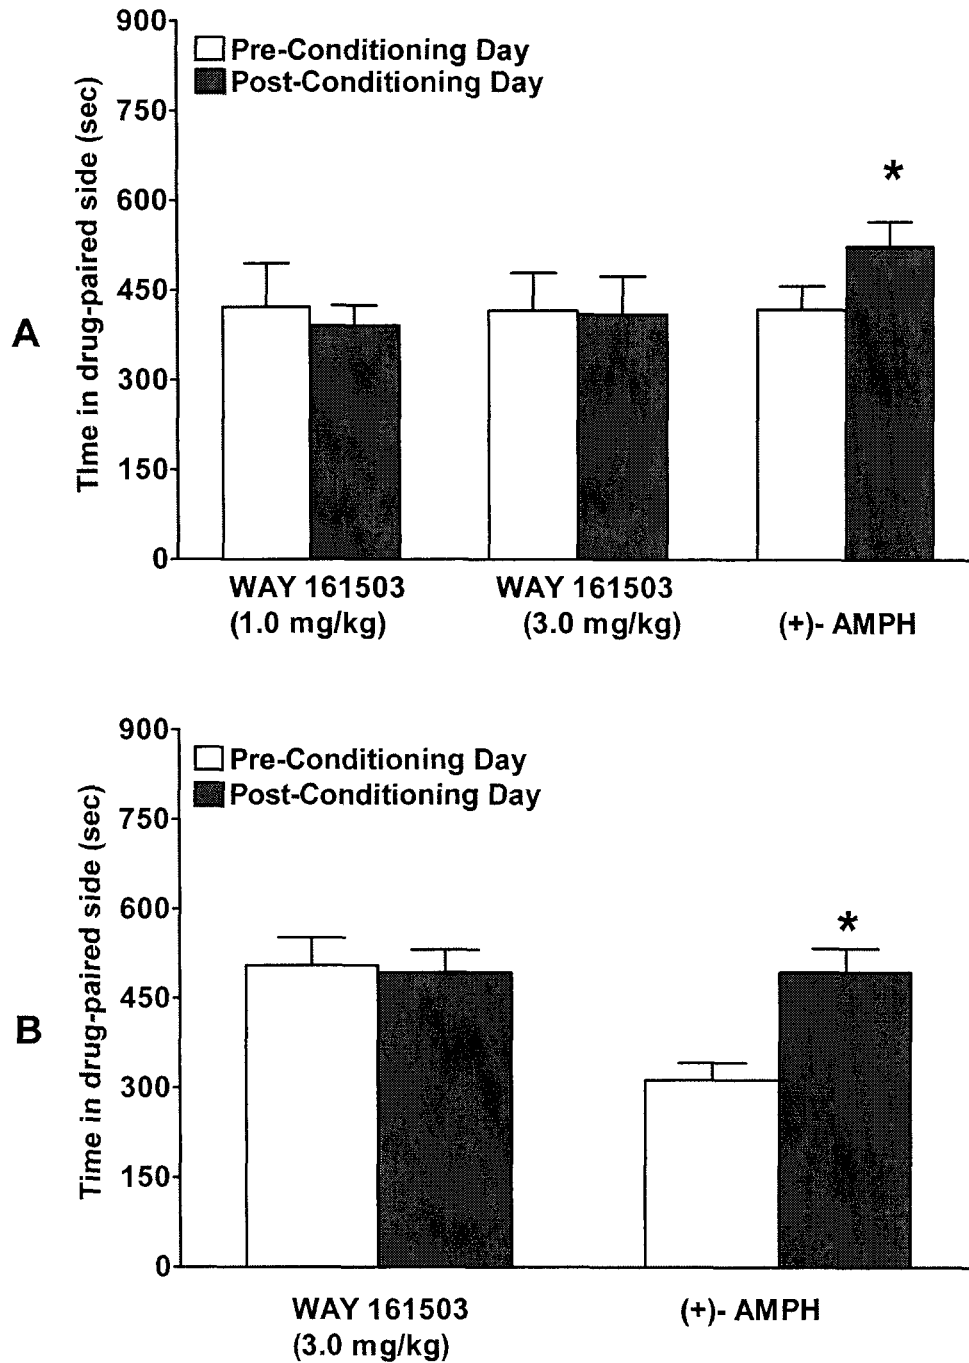 900
750
600
450
300
150
0
Time in drug-paired side (sec)
Pre-Conditioning Day
Post-Conditioning Day
*
A
WAY 161503
(1.0 mg/kg)
WAY 161503
(3.0 mg/kg)
(+)- AMPH
900
750
600
450
300
150
0
Time in drug-paired side (sec)
Pre-Conditioning Day
Post-Conditioning Day
*
B
WAY 161503
(3.0 mg/kg)
(+)- AMPH